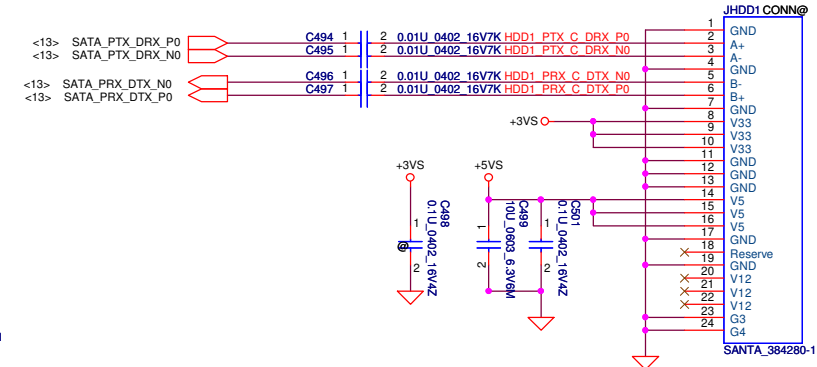 JHDD1 CONN@
<13> SATA_PTX_DRX_P0 C494 1 2 0.01U_0402_16V7K HDD1_PTX_C_DRX_P0
<13> SATA_PTX_DRX_N0 C495 1 2 0.01U_0402_16V7K HDD1_PTX_C_DRX_N0
<13> SATA_PRX_DTX_N0 C496 1 2 0.01U_0402_16V7K HDD1_PRX_C_DTX_N0
<13> SATA_PRX_DTX_P0 C497 1 2 0.01U_0402_16V7K HDD1_PRX_C_DTX_P0
1 GND
2 A+
3 A-
4 GND
5 B-
6 B+
7 GND
+3VS
8 V33
9 V33
10 V33
11 GND
12 GND
13 GND
14 V5
15 V5
16 V5
17 GND
18 Reserve
19 GND
20 V12
21 V12
22 V12
23 G3
24 G4
SANTA_384280-1
+3VS
1
@
2
C498
0.1U_0402_16V4Z
+5VS
1
2
C499
10U_0603_6.3V6M
1
2
C501
0.1U_0402_16V4Z